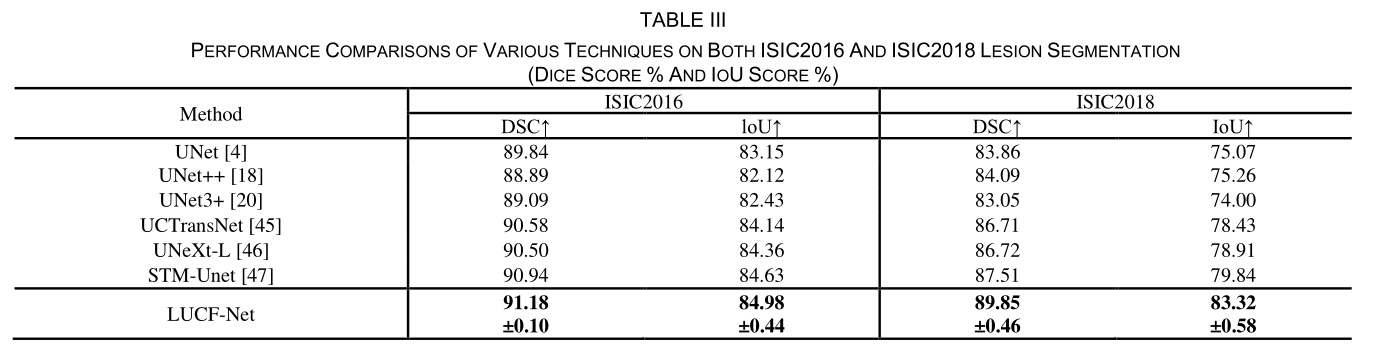 TABLE III
PERFORMANCE COMPARISONS OF VARIOUS TECHNIQUES ON BOTH ISIC2016 AND ISIC2018 LESION SEGMENTATION
(DICE SCORE % AND IOU SCORE %)
Method ISIC2016 ISIC2018
DSC↑ loU↑ DSC↑ IoU↑
UNet [4] 89.84 83.15 83.86 75.07
UNet++ [18] 88.89 82.12 84.09 75.26
UNet3+ [20] 89.09 82.43 83.05 74.00
UCTransNet [45] 90.58 84.14 86.71 78.43
UNeXt-L [46] 90.50 84.36 86.72 78.91
STM-Unet [47] 90.94 84.63 87.51 79.84
LUCF-Net 91.18 84.98 89.85 83.32
±0.10 ±0.44 ±0.46 ±0.58